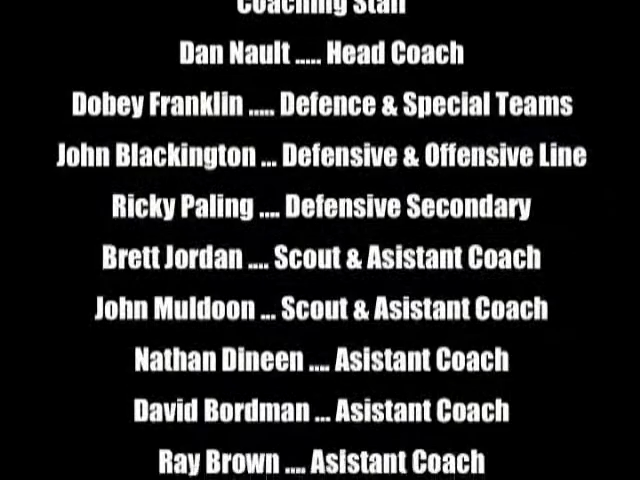 Coaching Staff
Dan Nault ..... Head Coach
Dobey Franklin ..... Defence & Special Teams
John Blackington ... Defensive & Offensive Line
Ricky Paling .... Defensive Secondary
Brett Jordan .... Scout & Asistant Coach
John Muldoon ... Scout & Asistant Coach
Nathan Dineen .... Asistant Coach
David Bordman ... Asistant Coach
Ray Brown .... Asistant Coach